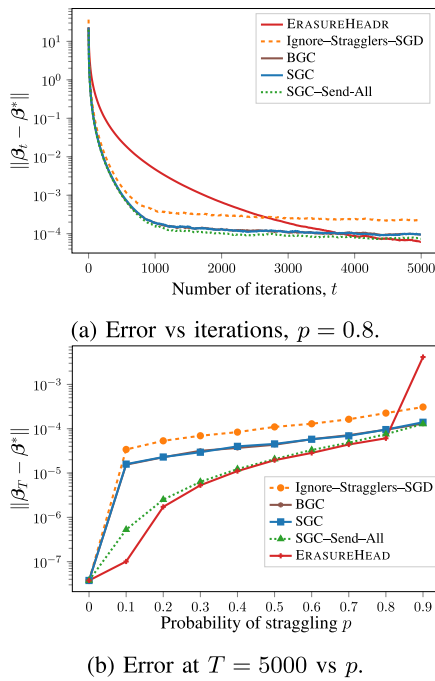 ERASUREHEADR
Ignore–Stragglers–SGD
BGC
SGC
SGC–Send-All
10^1
10^0
10^{-1}
10^{-2}
10^{-3}
10^{-4}
||β_t − β*||
0 1000 2000 3000 4000 5000
Number of iterations, t
(a) Error vs iterations, p = 0.8.
10^{-3}
10^{-4}
10^{-5}
10^{-6}
10^{-7}
||β_T − β*||
Ignore–Stragglers–SGD
BGC
SGC
SGC–Send–All
ERASUREHEAD
0 0.1 0.2 0.3 0.4 0.5 0.6 0.7 0.8 0.9
Probability of straggling p
(b) Error at T = 5000 vs p.